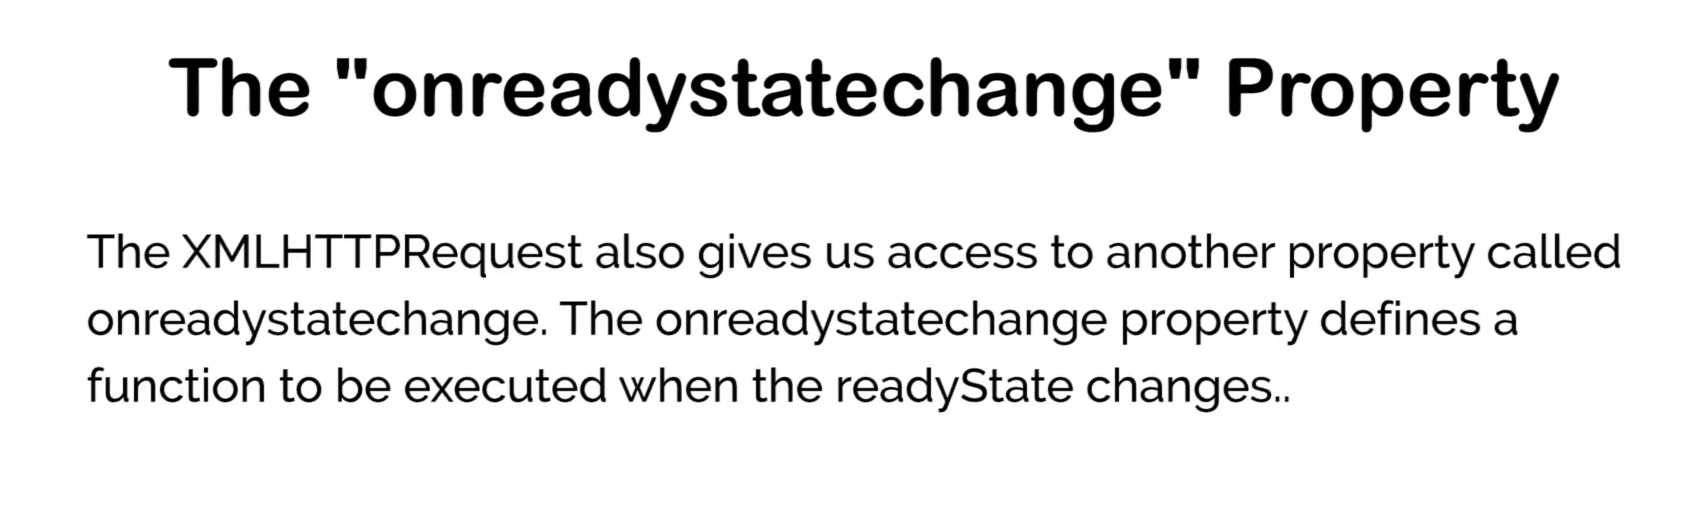 The "onreadystatechange" Property
The XMLHTTPRequest also gives us access to another property called
onreadystatechange. The onreadystatechange property defines a
function to be executed when the readyState changes..